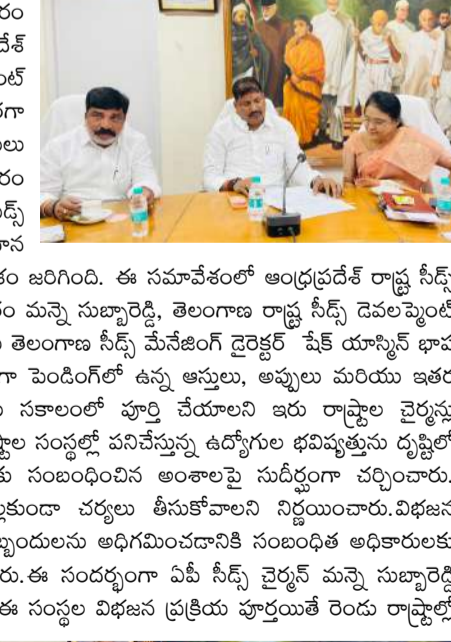 రం
దేశ్
ంట్
రగా
లు
రం
డ్స్
ాన
శం జరిగింది. ఈ సమావేశంలో ఆంధ్రప్రదేశ్ రాష్ట్ర సీడ్స్
రం మన్నె సుబ్బారెడ్డి, తెలంగాణ రాష్ట్ర సీడ్స్ డెవలప్మెంట్
తెలంగాణ సీడ్స్ మేనేజింగ్ డైరెక్టర్ షేక్ యాస్మిన్ భాష
గా పెండింగ్‌లో ఉన్న ఆస్తులు, అప్పులు మరియు ఇతర
సకాలంలో పూర్తి చేయాలని ఇరు రాష్ట్రాల చైర్మన్లు
ష్ట్రాల సంస్థల్లో పనిచేస్తున్న ఉద్యోగుల భవిష్యత్తును దృష్టిలో
కు సంబంధించిన అంశాలపై సుదీర్ఘంగా చర్చించారు.
ల్లకుండా చర్యలు తీసుకోవాలని నిర్ణయించారు.విభజన
బ్బందులను అధిగమించడానికి సంబంధిత అధికారులకు
రు.ఈ సందర్భంగా ఏపీ సీడ్స్ చైర్మన్ మన్నె సుబ్బారెడ్డి
ఈ సంస్థల విభజన ప్రక్రియ పూర్తయితే రెండు రాష్ట్రాల్లో